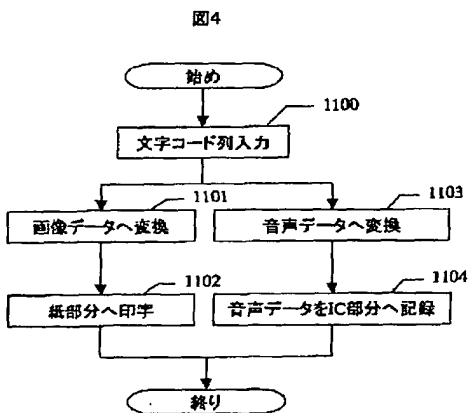 図4
始め
1100
文字コード列入力
1101
画像データへ変換
1103
音声データへ変換
1102
紙部分へ印字
1104
音声データをIC部分へ記録
終り